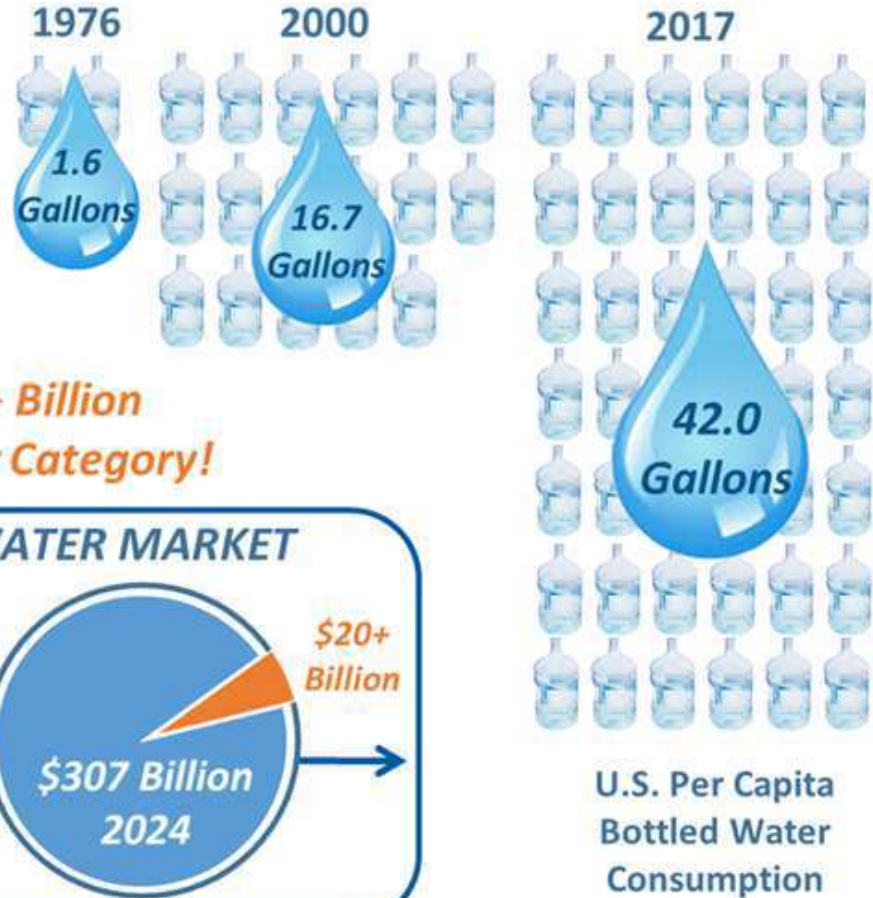 1976
2000
2017
1.6
Gallons
16.7
Gallons
42.0
Gallons
Billion
Category!
WATER MARKET
$20+
Billion
$307 Billion
2024
U.S. Per Capita
Bottled Water
Consumption